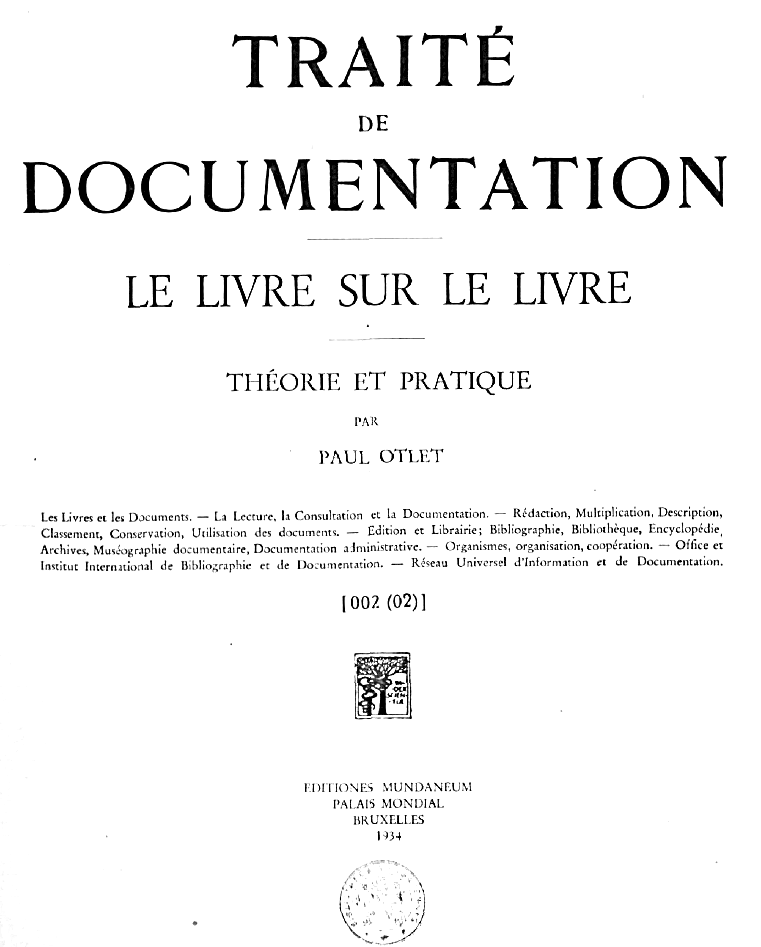 TRAITÉ
DE
DOCUMENTATION
LE LIVRE SUR LE LIVRE
THÉORIE ET PRATIQUE
PAR
PAUL OTLET
Les Livres et les Documents. — La Lecture, la Consultation et la Documentation. — Rédaction, Multiplication, Description,
Classement, Conservation, Utilisation des documents. — Édition et Librairie; Bibliographie, Bibliothèque, Encyclopédie,
Archives, Muséographie documentaire, Documentation administrative. — Organismes, organisation, coopération. — Office et
Institut International de Bibliographie et de Documentation. — Réseau Universel d'Information et de Documentation.
[002 (02)]
SCIEN-
EDITIONES MUNDANEUM
PALAIS MONDIAL
BRUXELLES
1934